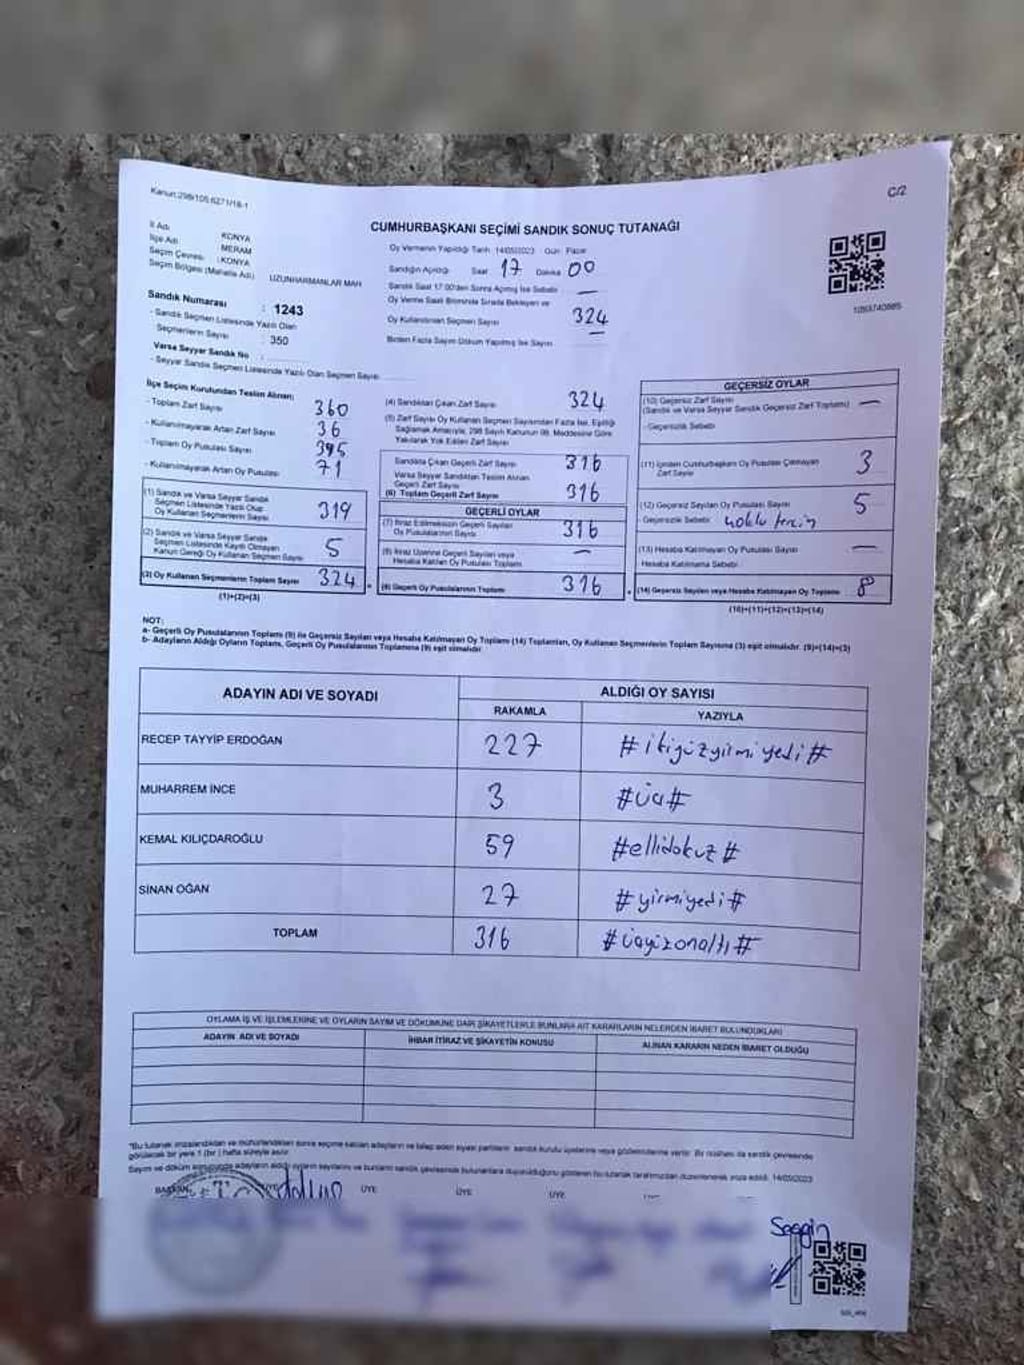 Kanun:298/105.6271/18-1
C/2
CUMHURBAŞKANI SEÇİMİ SANDIK SONUÇ TUTANAĞI
İl Adı KONYA
İlçe Adı MERAM
Seçim Çevresi : KONYA
Seçim Bölgesi (Mahalle Adı) UZUNHARMANLAR MAH
Sandık Numarası : 1243
- Sandık Seçmen Listesinde Yazılı Olan
Seçmenlerin Sayısı : 350
Varsa Seyyar Sandık No :
- Seyyar Sandık Seçmen Listesinde Yazılı Olan Seçmen Sayısı
Oy Vermenin Yapıldığı Tarih 14/05/2023 Gün: Pazar
Sandığın Açıldığı Saat 17 Dakika 00
Sandık Saat 17.00'den Sonra Açılmış İse Sebebi —
Oy Verme Saati Bitiminde Sırada Bekleyen ve
Oy Kullandırılan Seçmen Sayısı 324
Birden Fazla Sayım Döküm Yapılmış İse Sayısı —
1093740885
İlçe Seçim Kurulundan Teslim Alınan;
- Toplam Zarf Sayısı 360
- Kullanılmayarak Artan Zarf Sayısı 36
- Toplam Oy Pusulası Sayısı 395
- Kullanılmayarak Artan Oy Pusulası 71
(1) Sandık ve Varsa Seyyar Sandık
Seçmen Listesinde Yazılı Olup
Oy Kullanan Seçmenlerin Sayısı 319
(2) Sandık ve Varsa Seyyar Sandık
Seçmen Listesinde Kayıtlı Olmayan
Kanun Gereği Oy Kullanan Seçmen Sayısı 5
(3) Oy Kullanan Seçmenlerin Toplam Sayısı 324
(1)+(2)=(3)
(4) Sandıktan Çıkan Zarf Sayısı 324
(5) Zarf Sayısı Oy Kullanan Seçmen Sayısından Fazla İse, Eşitliği
Sağlamak Amacıyla, 298 Sayılı Kanunun 98. Maddesine Göre
Yakılarak Yok Edilen Zarf Sayısı
Sandıkta Çıkan Geçerli Zarf Sayısı 316
Varsa Seyyar Sandıktan Teslim Alınan
Geçerli Zarf Sayısı
(6) Toplam Geçerli Zarf Sayısı 316
GEÇERLİ OYLAR
(7) İtiraz Edilmeksizin Geçerli Sayılan
Oy Pusulalarının Sayısı 316
(8) İtiraz Üzerine Geçerli Sayılan veya
Hesaba Katılan Oy Pusulası Toplamı —
(9) Geçerli Oy Pusulalarının Toplamı 316
GEÇERSİZ OYLAR
(10) Geçersiz Zarf Sayısı
(Sandık ve Varsa Seyyar Sandık Geçersiz Zarf Toplamı) —
- Geçersizlik Sebebi
(11) İçinden Cumhurbaşkanı Oy Pusulası Çıkmayan
Zarf Sayısı 3
(12) Geçersiz Sayılan Oy Pusulası Sayısı 5
- Geçersizlik Sebebi
(13) Hesaba Katılmayan Oy Pusulası Sayısı —
Hesaba Katılmama Sebebi
(14) Geçersiz Sayılan veya Hesaba Katılmayan Oy Toplamı 8
(10)+(11)+(12)+(13)=(14)
NOT:
a- Geçerli Oy Pusulalarının Toplamı (9) ile Geçersiz Sayılan veya Hesaba Katılmayan Oy Toplamı (14) Toplamları, Oy Kullanan Seçmenlerin Toplam Sayısına (3) eşit olmalıdır. (9)+(14)=(3)
b- Adayların Aldığı Oyların Toplamı, Geçerli Oy Pusulalarının Toplamına (9) eşit olmalıdır.
ADAYIN ADI VE SOYADI
ALDIĞI OY SAYISI
RAKAMLA YAZIYLA
RECEP TAYYİP ERDOĞAN 227 #ikiyüzyirmiyedi#
MUHARREM İNCE 3 #üç#
KEMAL KILIÇDAROĞLU 59 #ellidokuz#
SİNAN OĞAN 27 #yirmiyedi#
TOPLAM 316 #üçyüzonaltı#
OYLAMA İŞ VE İŞLEMLERİNE VE OYLARIN SAYIM VE DÖKÜMÜNE DAİR ŞİKAYETLERLE BUNLARA AİT KARARLARIN NELERDEN İBARET BULUNDUKLARI
ADAYIN ADI VE SOYADI İHBAR İTİRAZ VE ŞİKAYETİN KONUSU ALINAN KARARIN NEDEN İBARET OLDUĞU
*Bu tutanak imzalandıktan ve mühürlendikten sonra seçime katılan adayların ve talep eden siyasi partilerin sandık kurulu üyelerine veya gözlemcilerine verilir. Bir nüshası da sandık çevresinde
görülecek bir yere 1 (bir) hafta süreyle asılır.
Sayım ve döküm sonucunda adayların aldığı oyların sayılarını ve bunların sandık çevresinde bulunanlara duyurulduğunu gösteren bu tutanak tarafımızdan düzenlenerek imza edildi. 14/05/2023
BAŞKAN ÜYE ÜYE ÜYE ÜYE